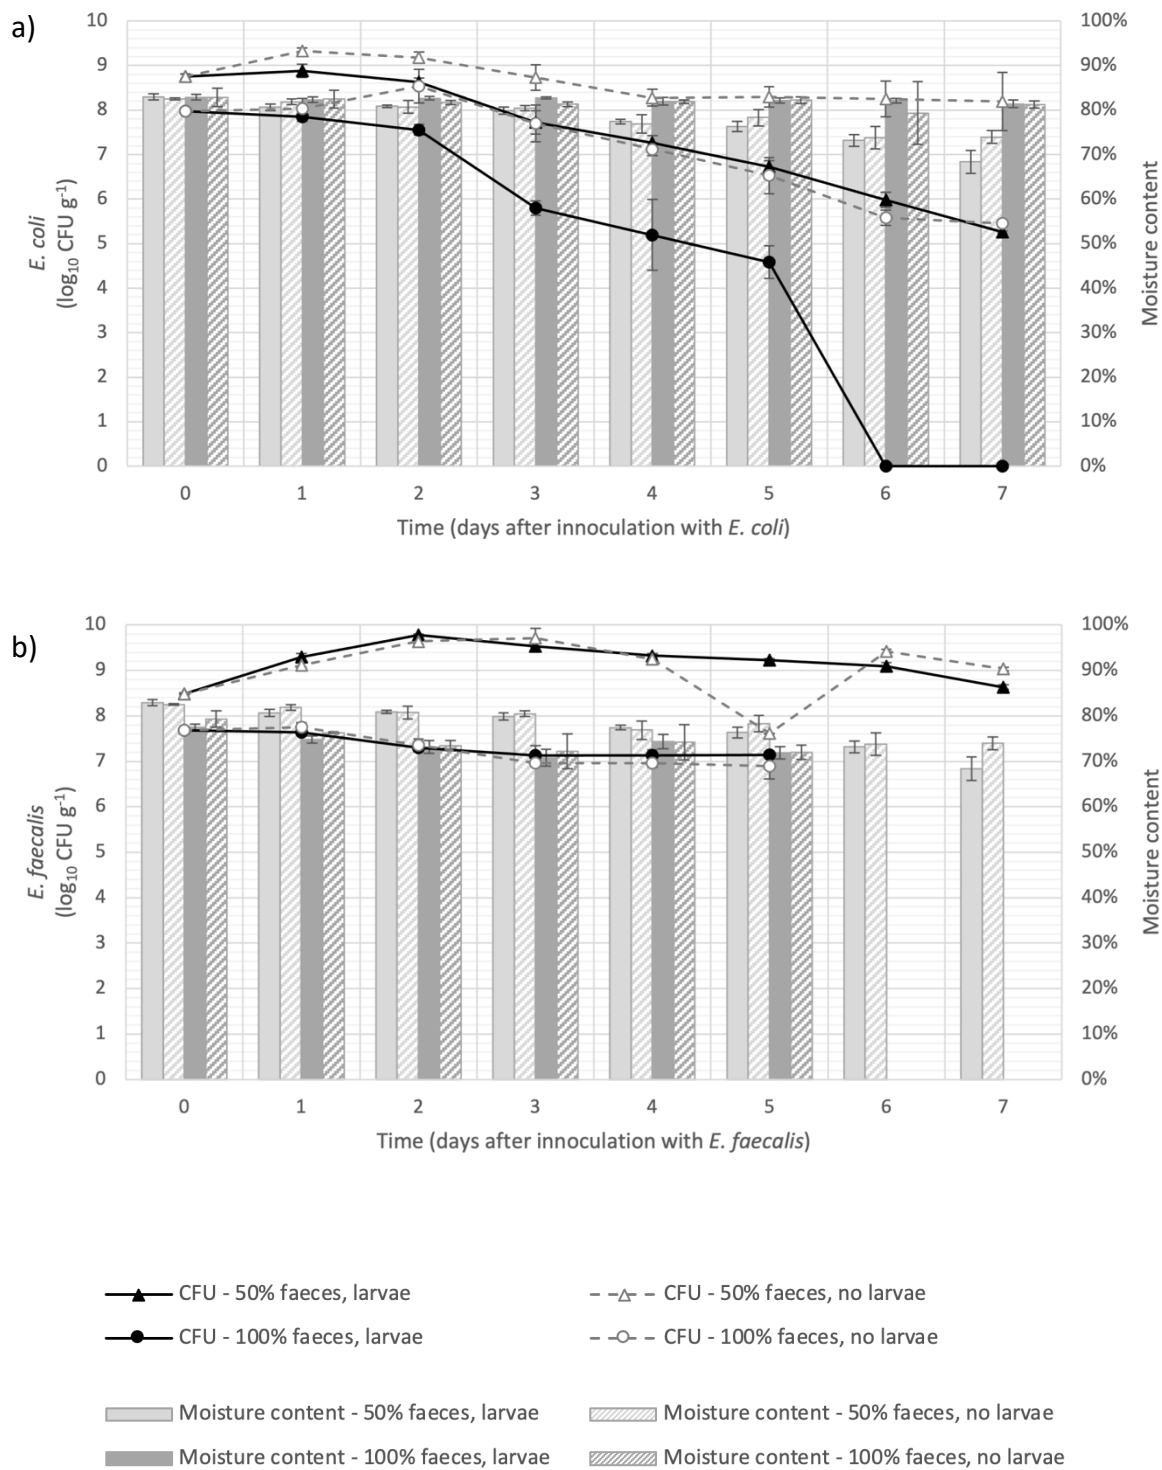 a)
10
9
8
7
6
5
4
3
2
1
0
E. coli
(log10 CFU g-1)
100%
90%
80%
70%
60%
50%
40%
30%
20%
10%
0%
Moisture content
0 1 2 3 4 5 6 7
Time (days after innoculation with E. coli)
b)
10
9
8
7
6
5
4
3
2
1
0
E. faecalis
(log10 CFU g-1)
100%
90%
80%
70%
60%
50%
40%
30%
20%
10%
0%
Moisture content
0 1 2 3 4 5 6 7
Time (days after innoculation with E. faecalis)
CFU - 50% faeces, larvae
CFU - 50% faeces, no larvae
CFU - 100% faeces, larvae
CFU - 100% faeces, no larvae
Moisture content - 50% faeces, larvae
Moisture content - 50% faeces, no larvae
Moisture content - 100% faeces, larvae
Moisture content - 100% faeces, no larvae